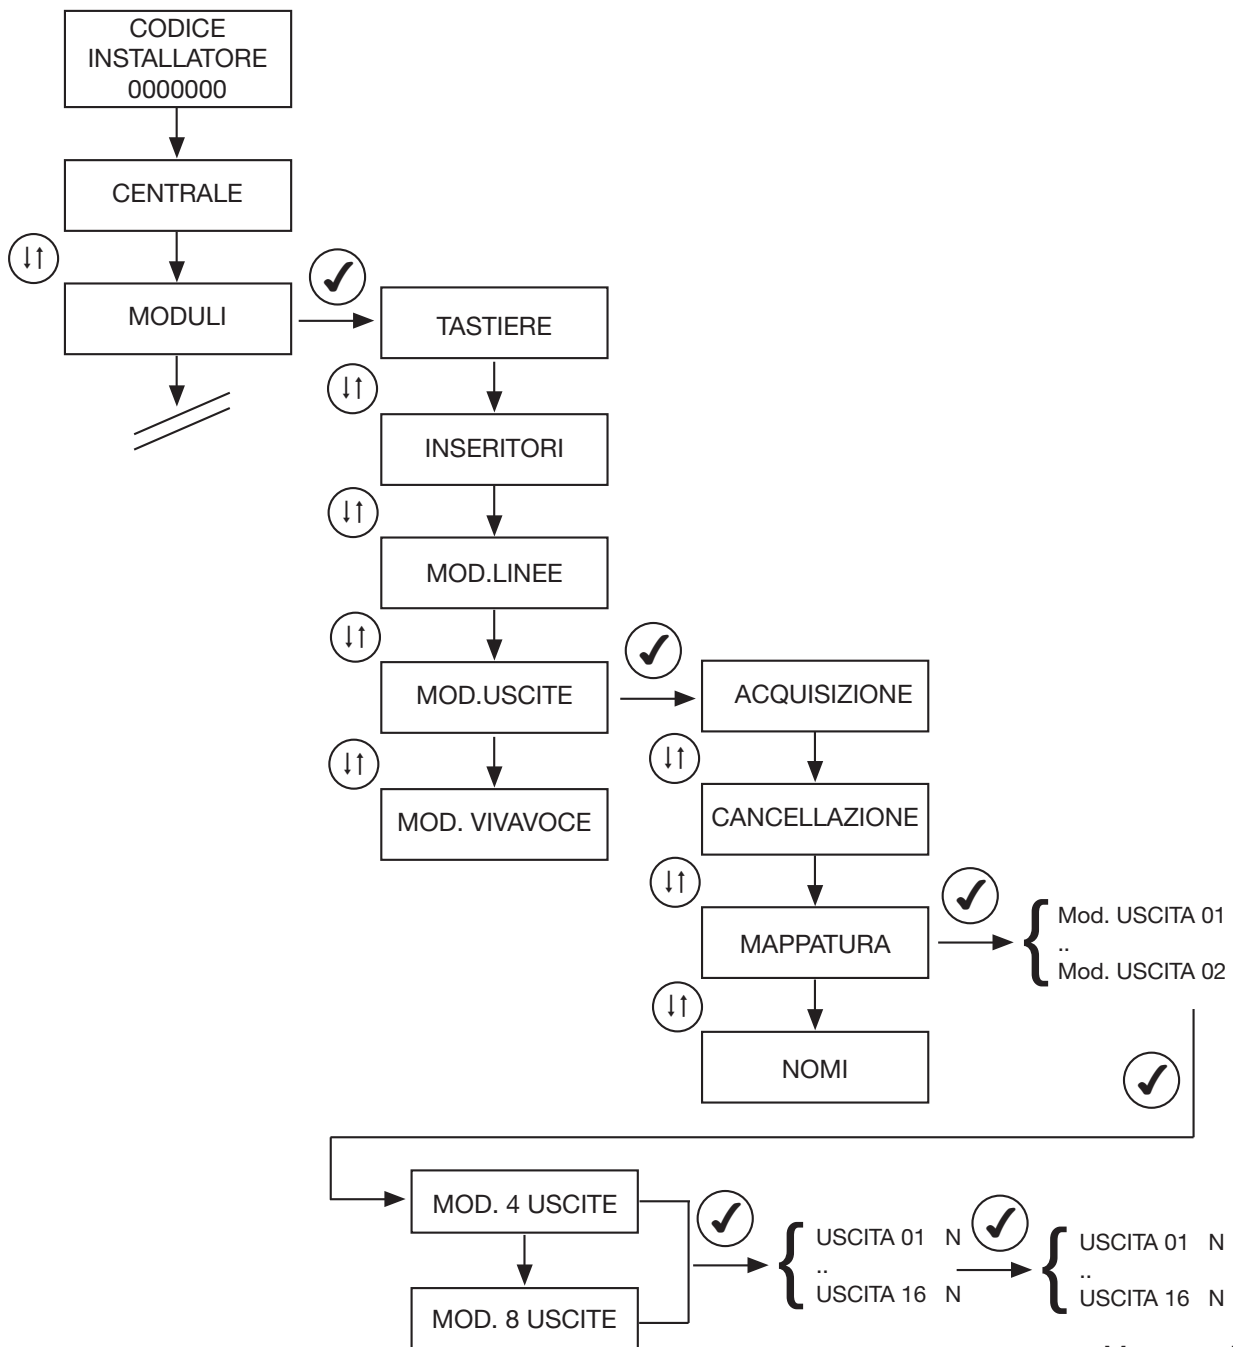 CODICE
INSTALLATORE
0000000
CENTRALE
MODULI
TASTIERE
INSERITORI
MOD.LINEE
MOD.USCITE
MOD. VIVAVOCE
ACQUISIZIONE
CANCELLAZIONE
MAPPATURA
NOMI
Mod. USCITA 01
..
Mod. USCITA 02
MOD. 4 USCITE
MOD. 8 USCITE
USCITA 01 N
..
USCITA 16 N
USCITA 01 N
..
USCITA 16 N